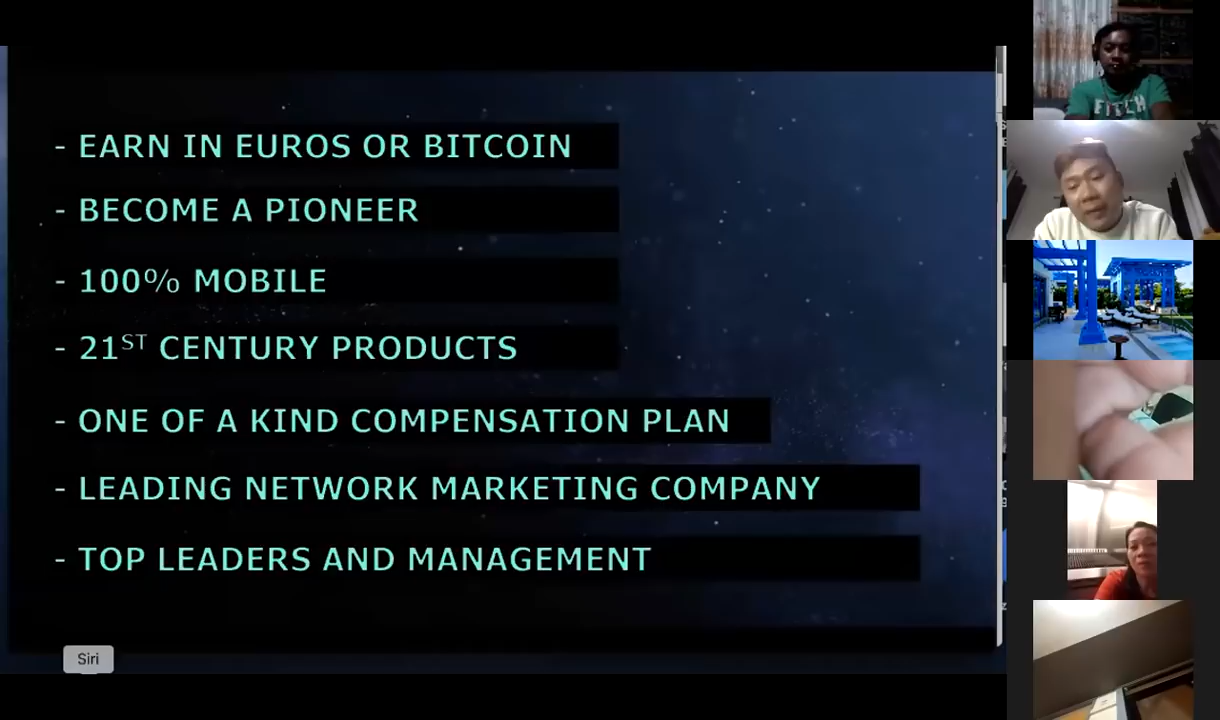 - EARN IN EUROS OR BITCOIN
- BECOME A PIONEER
- 100% MOBILE
- 21ST CENTURY PRODUCTS
- ONE OF A KIND COMPENSATION PLAN
- LEADING NETWORK MARKETING COMPANY
- TOP LEADERS AND MANAGEMENT
Siri
FITCH